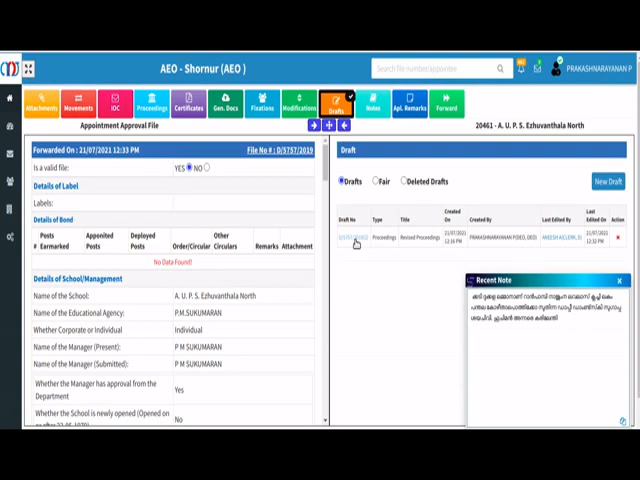 AEO - Shornur (AEO )
Search file number/appointee
PRAKASHNARAYANAN P
Attachments
Movements
IOC
Proceedings
Certificates
Gen. Docs
Fixations
Modifications
Drafts
Notes
Apl. Remarks
Forward
Appointment Approval File
20461 - A. U. P. S. Ezhuvanthala North
Forwarded On : 21/07/2021 12:33 PM
File No # : D/5757/2019
Is a valid file:
YES NO
Details of Label
Labels:
Details of Bond
# Posts Earmarked
Appointed Posts
Deployed Posts
Order/Circular
Other Circulars
Remarks
Attachment
No Data Found!
Details of School/Management
Name of the School:
A. U. P. S. Ezhuvanthala North
Name of the Educational Agency:
P.M.SUKUMARAN
Whether Corporate or Individual
Individual
Name of the Manager (Present):
P M SUKUMARAN
Name of the Manager (Submitted):
P M SUKUMARAN
Whether the Manager has approval from the Department
Yes
Whether the School is newly opened (Opened on
No
Draft
Drafts
Fair
Deleted Drafts
New Draft
Draft No
Type
Title
Created On
Created By
Last Edited By
Last Edited On
Action
Proceedings
Revised Proceedings
21/07/2021 12:16 PM
21/07/2021 12:32 PM
Recent Note